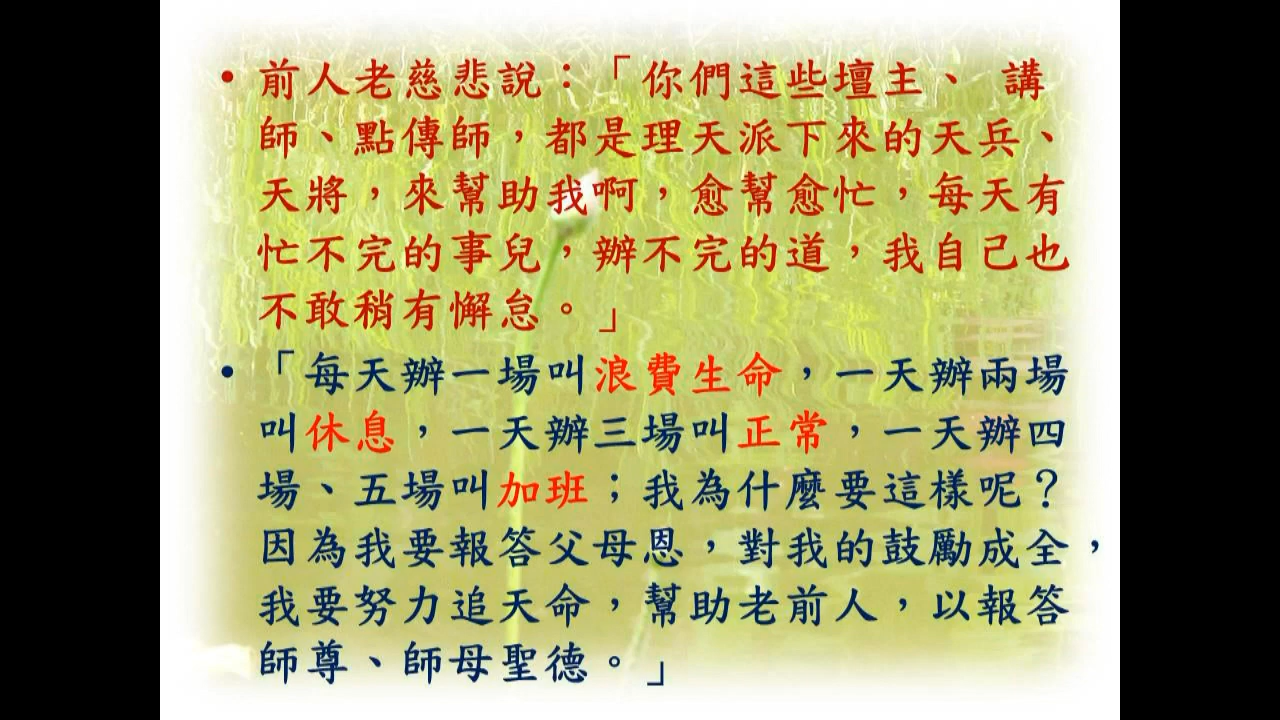 • 前人老慈悲說：「你們這些壇主、 講
師、點傳師，都是理天派下來的天兵、
天將，來幫助我啊，愈幫愈忙，每天有
忙不完的事兒，辦不完的道，我自己也
不敢稍有懈怠。」
• 「每天辦一場叫浪費生命，一天辦兩場
叫休息，一天辦三場叫正常，一天辦四
場、五場叫加班；我為什麼要這樣呢？
因為我要報答父母恩，對我的鼓勵成全，
我要努力追天命，幫助老前人，以報答
師尊、師母聖德。」